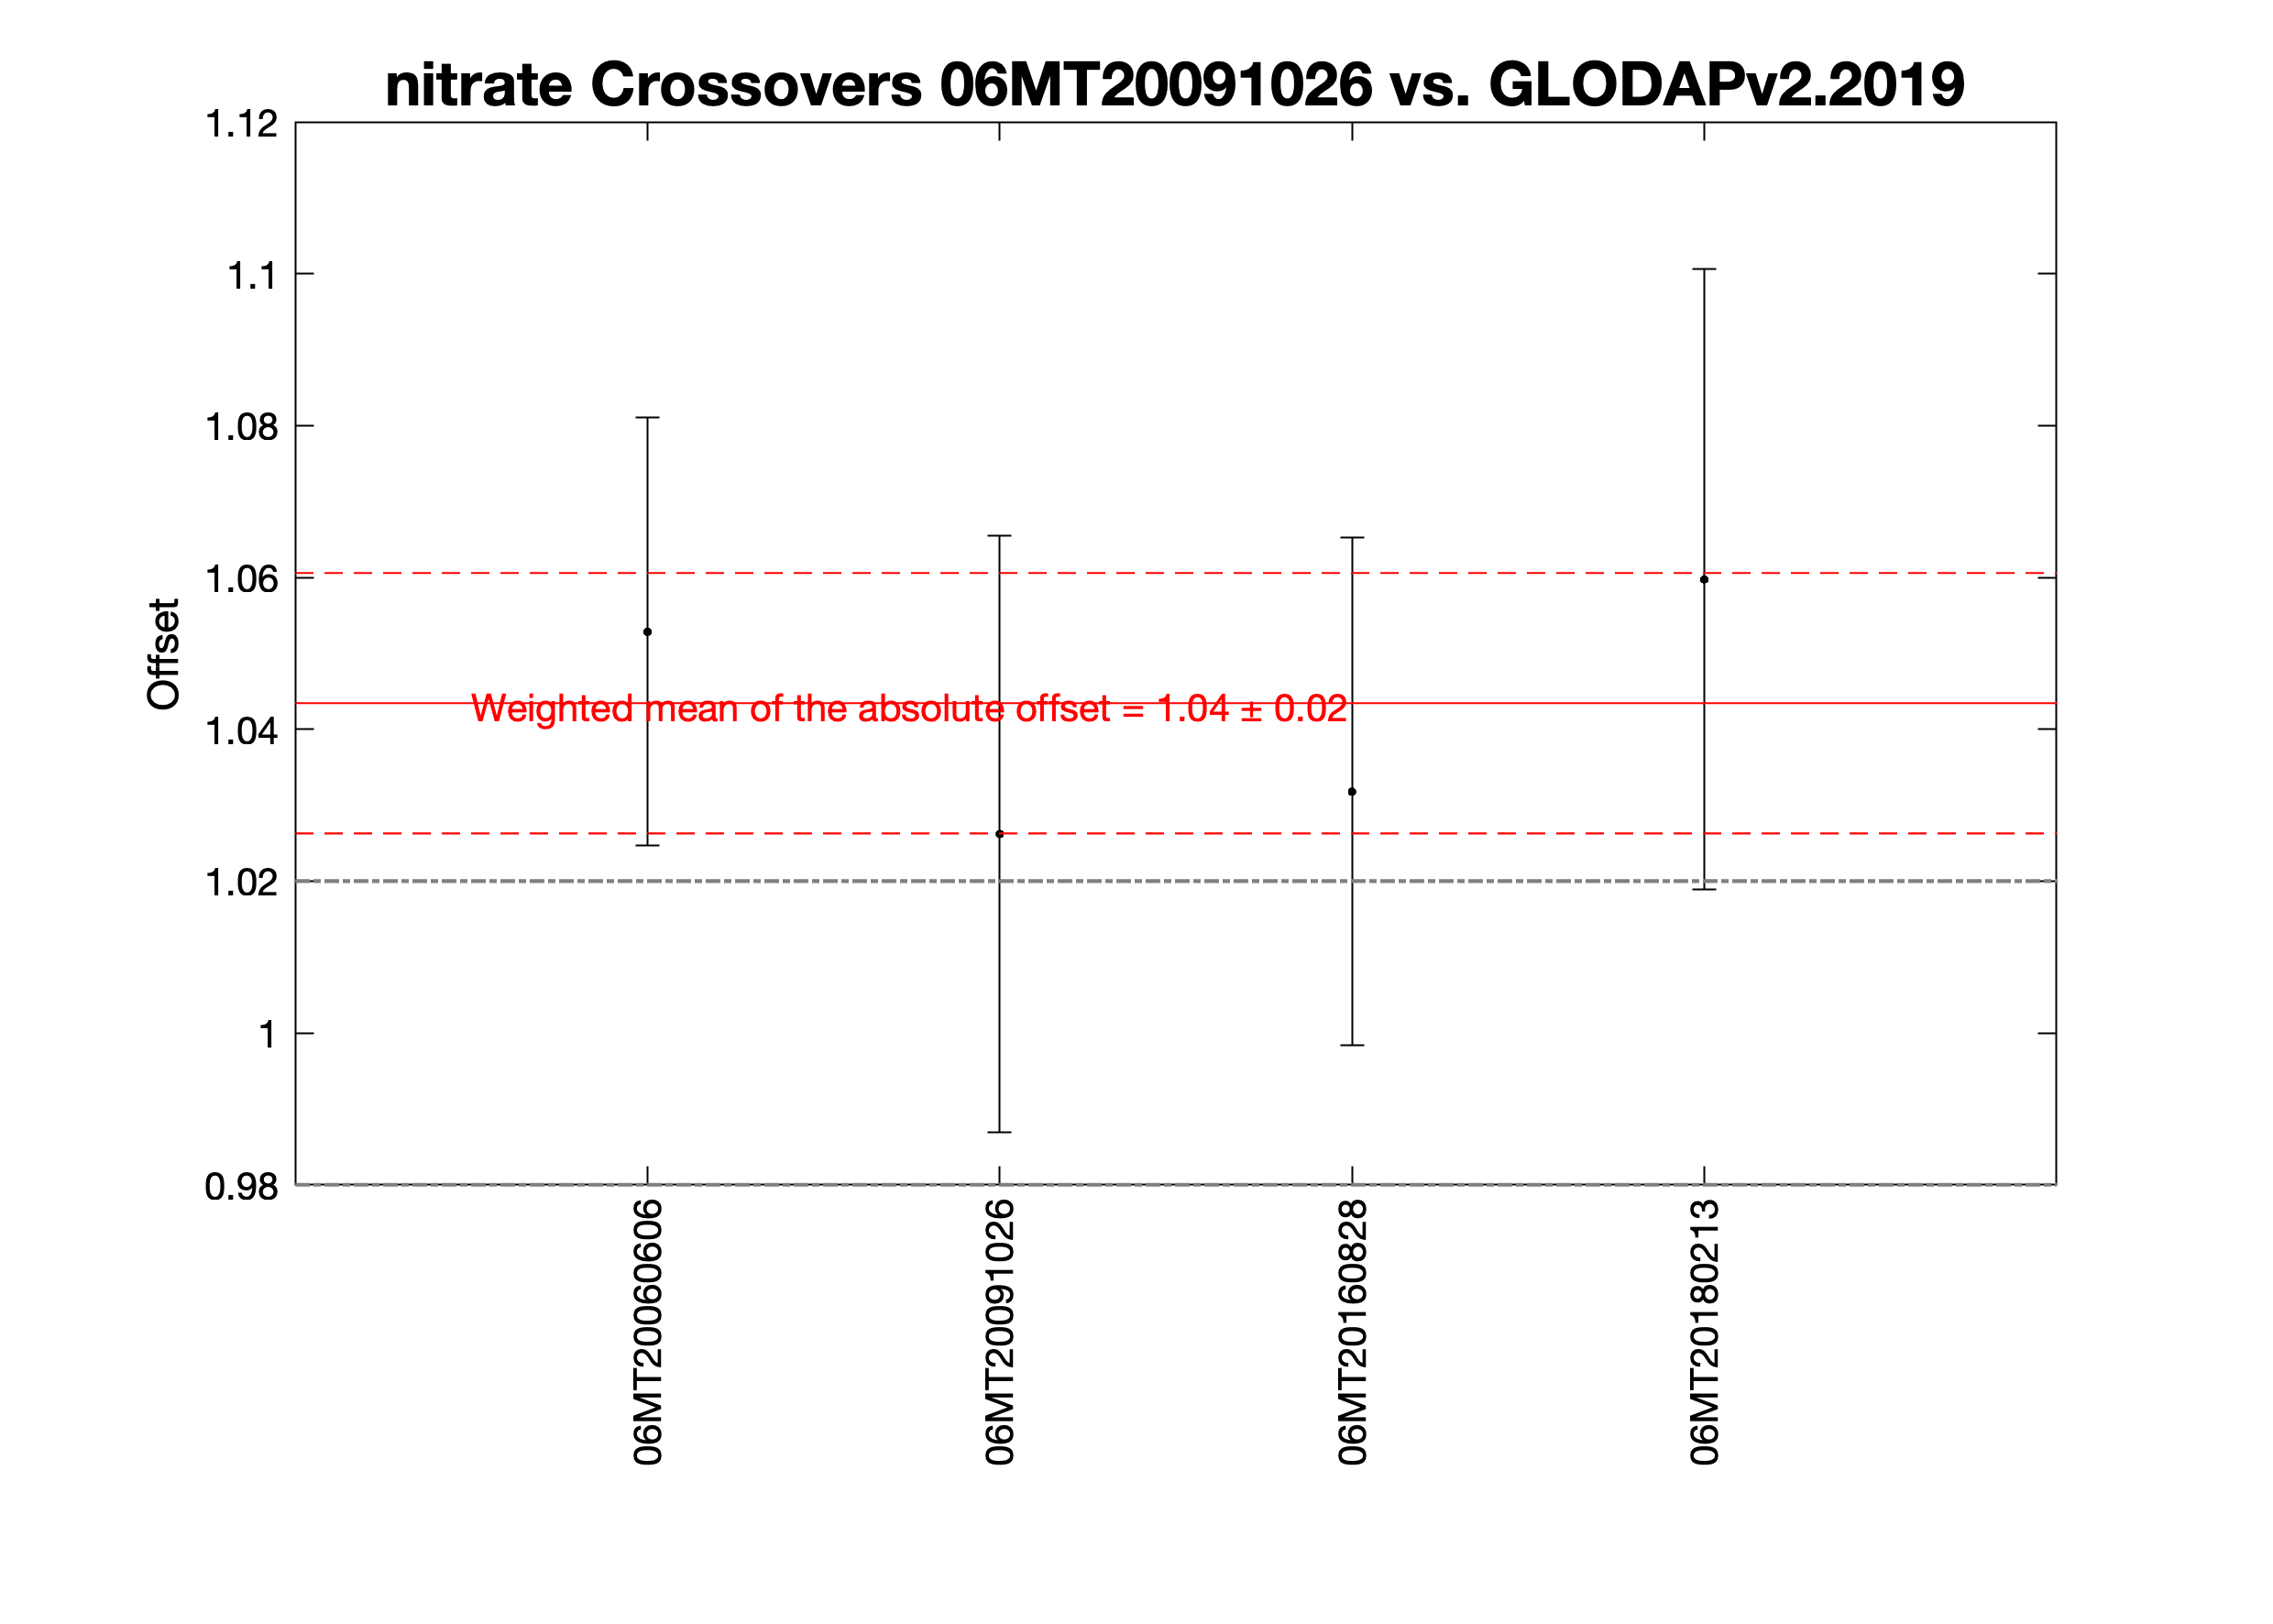 nitrate Crossovers 06MT20091026 vs. GLODAPv2.2019
1.12
1.1
1.08
1.06
1.04
1.02
1
0.98
Offset
Weighted mean of the absolute offset = 1.04 ± 0.02
06MT20060606
06MT20091026
06MT20160828
06MT20180213